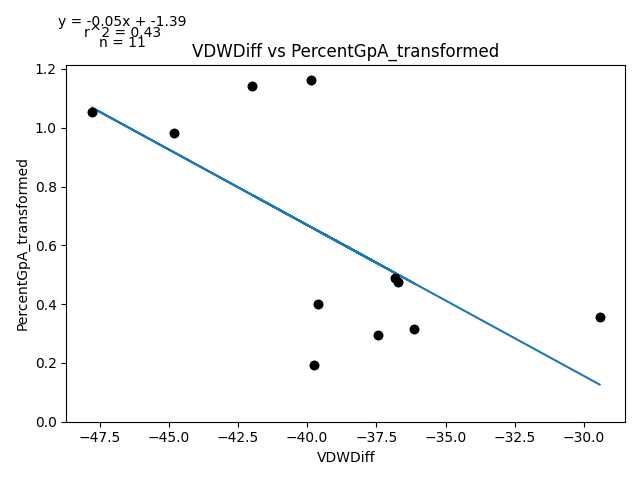 y = -0.05x + -1.39
r^2 = 0.43
n = 11
VDWDiff vs PercentGpA_transformed
1.2
1.0
0.8
0.6
0.4
0.2
0.0
PercentGpA_transformed
−47.5 −45.0 −42.5 −40.0 −37.5 −35.0 −32.5 −30.0
VDWDiff